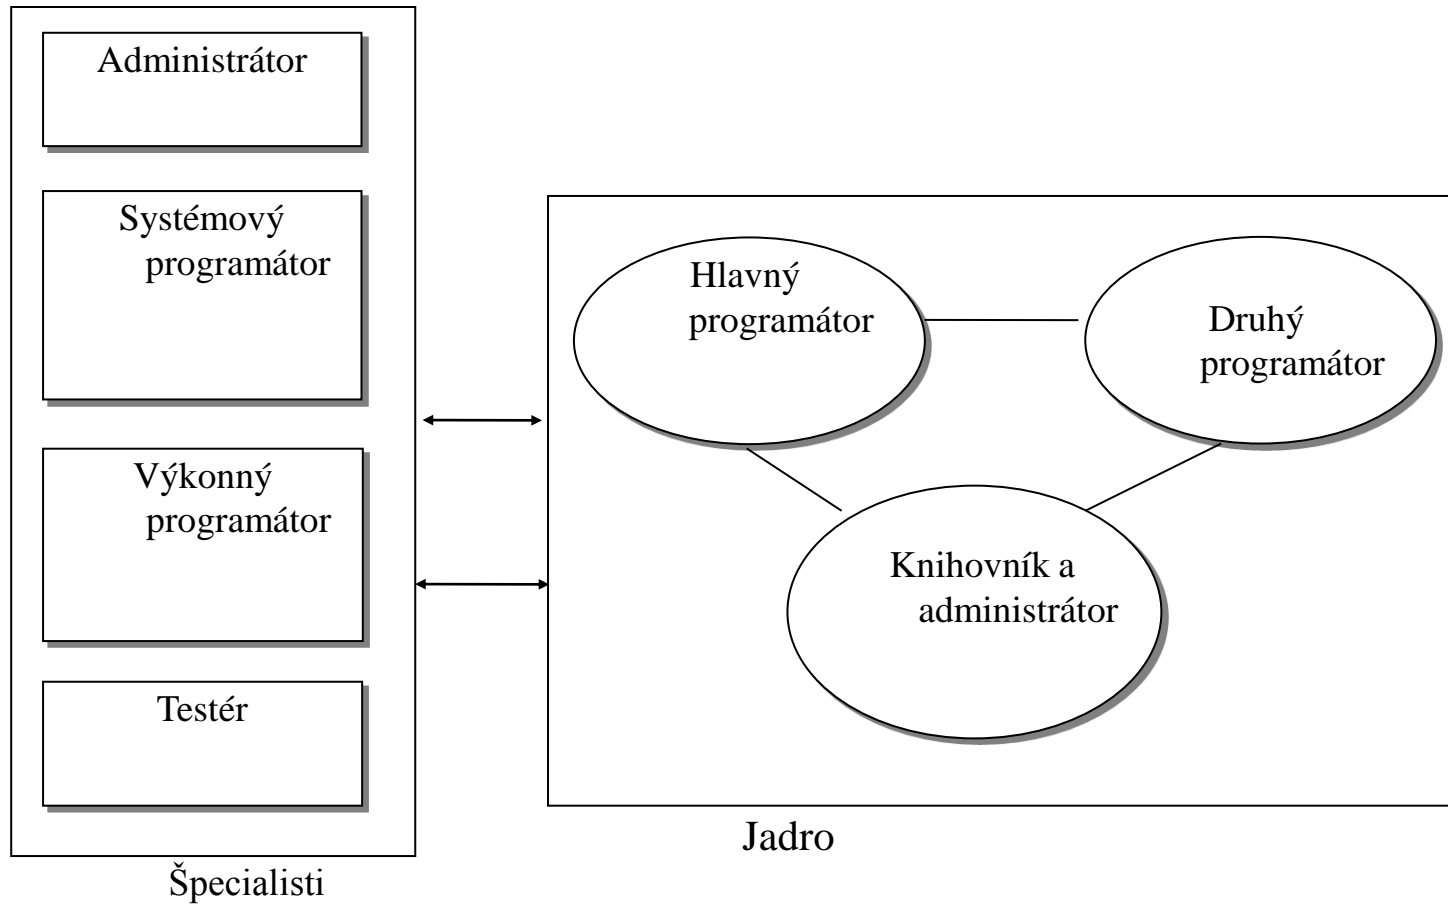 Administrátor
Systémový
programátor
Výkonný
programátor
Testér
Špecialisti
Hlavný
programátor
Druhý
programátor
Knihovník a
administrátor
Jadro